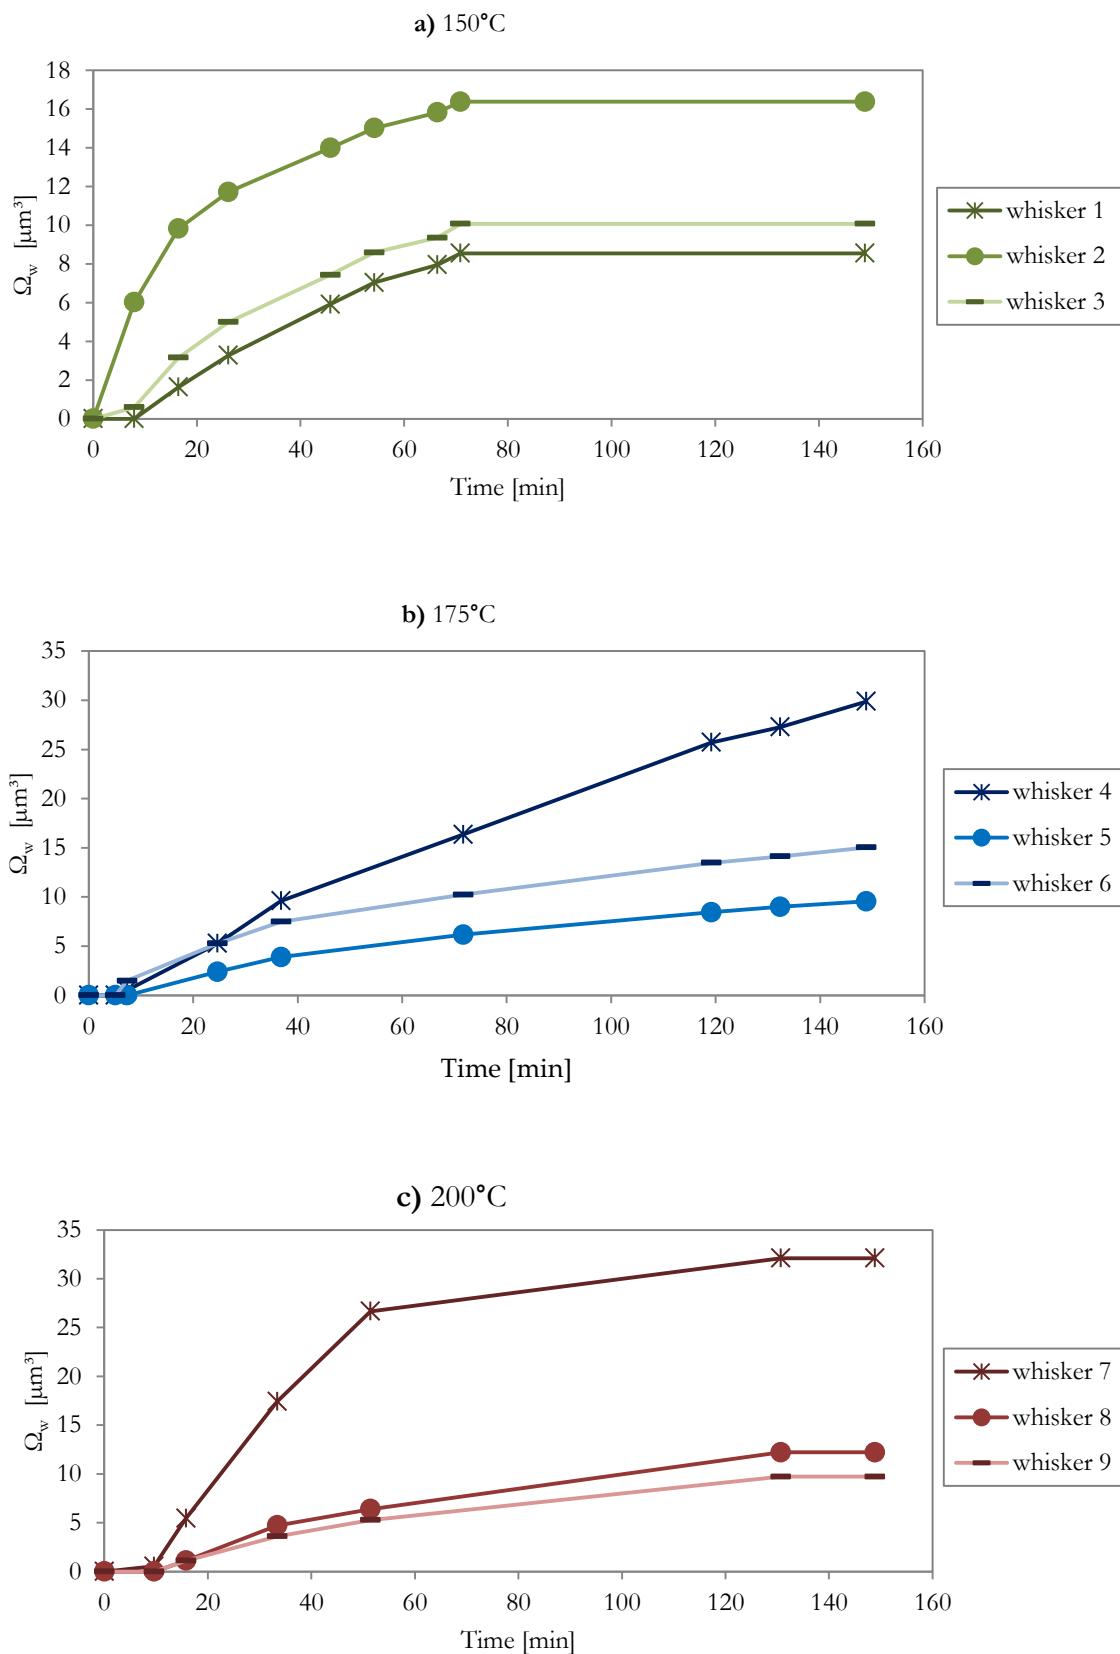 a) 150°C
18
16
14
12
10
8
6
4
2
0
Ω_w [µm³]
0 20 40 60 80 100 120 140 160
Time [min]
whisker 1
whisker 2
whisker 3
b) 175°C
35
30
25
20
15
10
5
0
Ω_w [µm³]
0 20 40 60 80 100 120 140 160
Time [min]
whisker 4
whisker 5
whisker 6
c) 200°C
35
30
25
20
15
10
5
0
Ω_w [µm³]
0 20 40 60 80 100 120 140 160
Time [min]
whisker 7
whisker 8
whisker 9